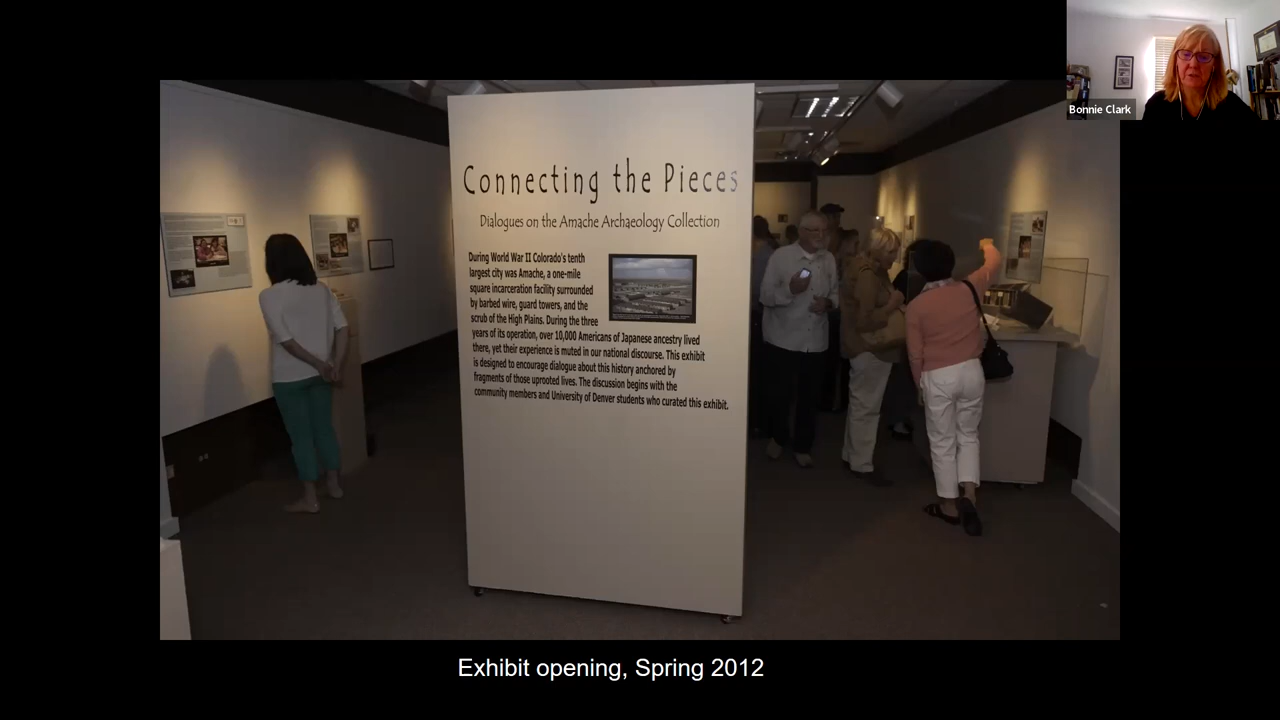 Bonnie Clark
Connecting the Pieces
Dialogues on the Amache Archaeology Collection
During World War II Colorado's tenth
largest city was Amache, a one-mile
square incarceration facility surrounded
by barbed wire, guard towers, and the
scrub of the High Plains. During the three
years of its operation, over 10,000 Americans of Japanese ancestry lived
there, yet their experience is muted in our national discourse. This exhibit
is designed to encourage dialogue about this history anchored by
fragments of those uprooted lives. The discussion begins with the
community members and University of Denver students who curated this exhibit.
Exhibit opening, Spring 2012